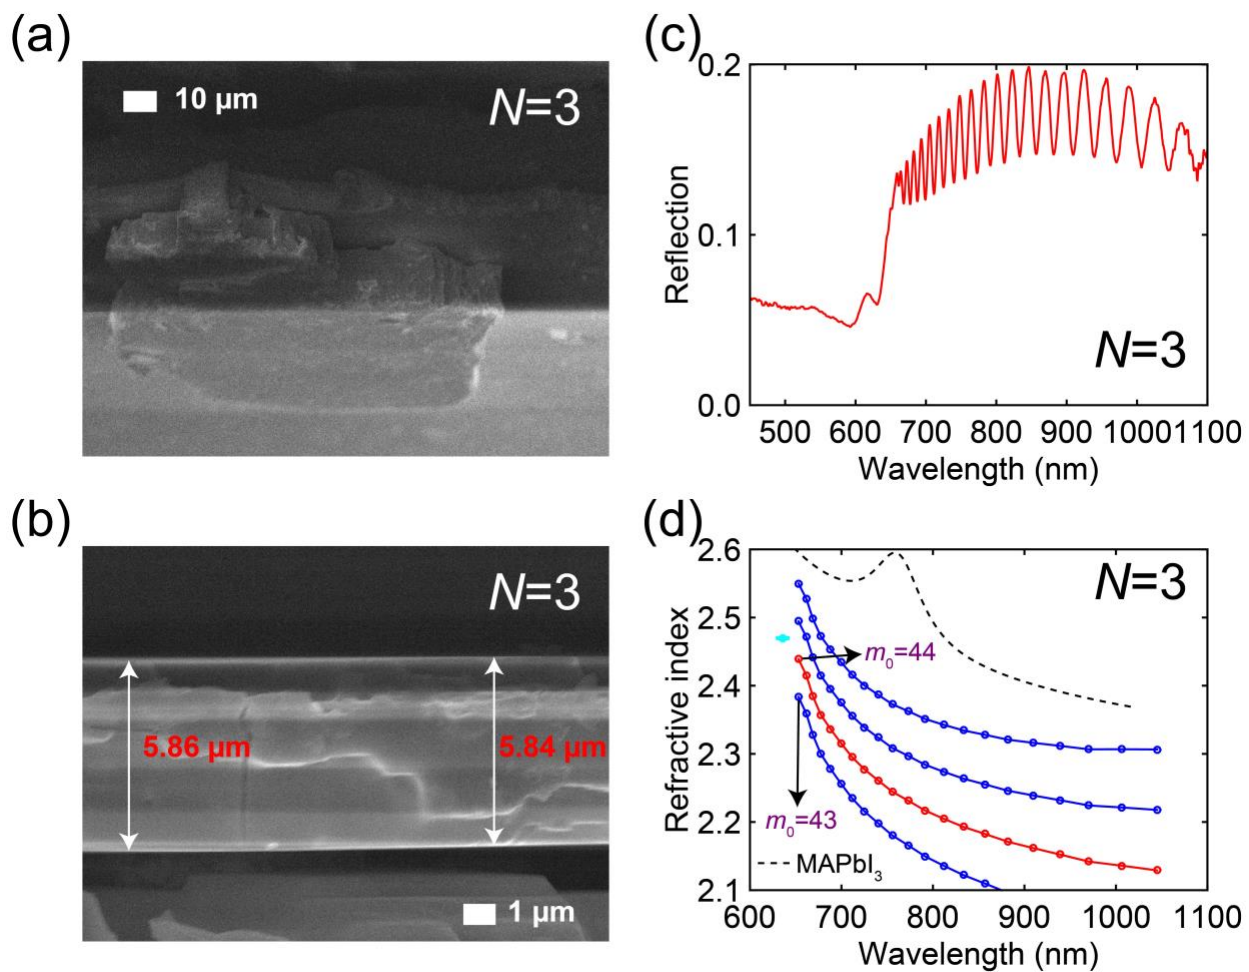 (a)
10 µm
N=3
(b)
N=3
5.86 µm
5.84 µm
1 µm
(c)
0.2
0.1
0.0
Reflection
N=3
500 600 700 800 900 1000 1100
Wavelength (nm)
(d)
2.6
2.5
2.4
2.3
2.2
2.1
Refractive index
N=3
m₀=44
m₀=43
MAPbI₃
600 700 800 900 1000 1100
Wavelength (nm)